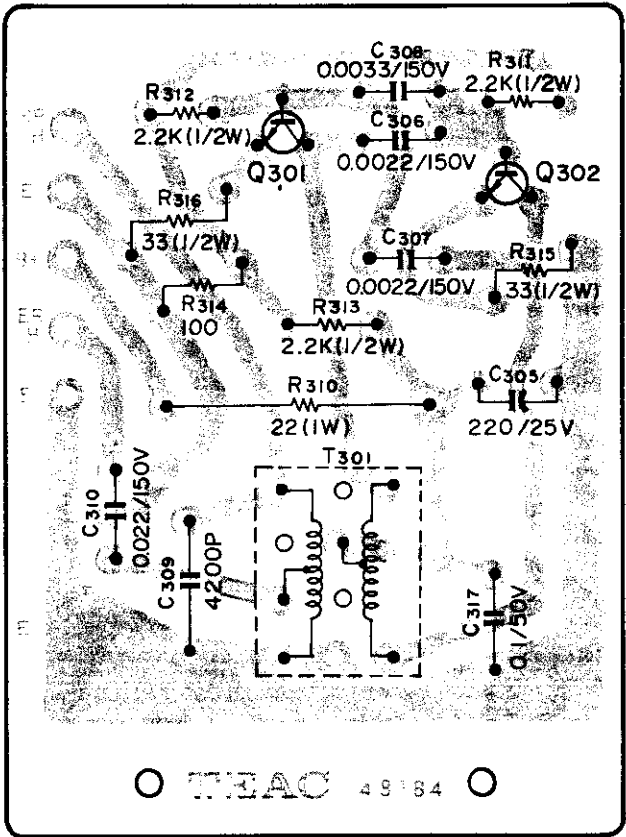 C308
0.0033/150V
R311
2.2K(1/2W)
R312
2.2K(1/2W)
C306
0.0022/150V
Q301
Q302
R316
33(1/2W)
C307
0.0022/150V
R315
33(1/2W)
R314
100
R313
2.2K(1/2W)
R310
22(1W)
C305
220/25V
T301
C310
0.022/150V
C309
4200P
C317
0.1/50V
TEAC